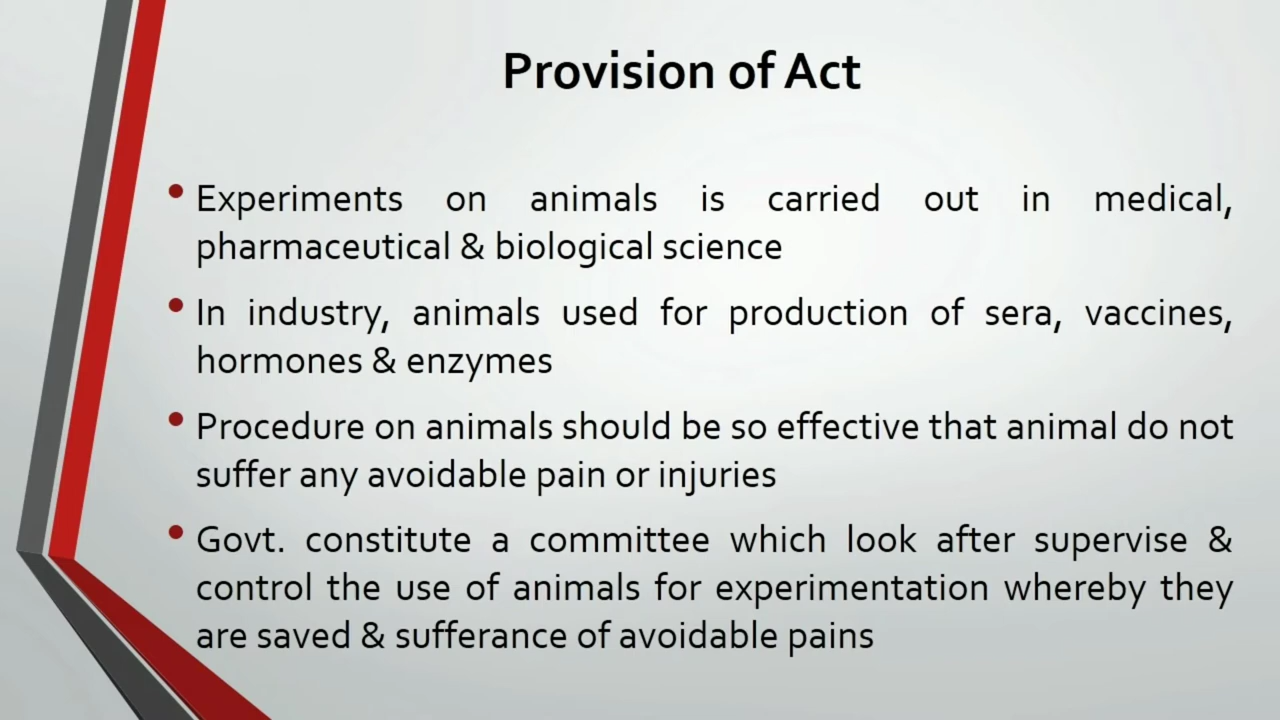 Provision of Act
• Experiments on animals is carried out in medical,
pharmaceutical & biological science
• In industry, animals used for production of sera, vaccines,
hormones & enzymes
• Procedure on animals should be so effective that animal do not
suffer any avoidable pain or injuries
• Govt. constitute a committee which look after supervise &
control the use of animals for experimentation whereby they
are saved & sufferance of avoidable pains